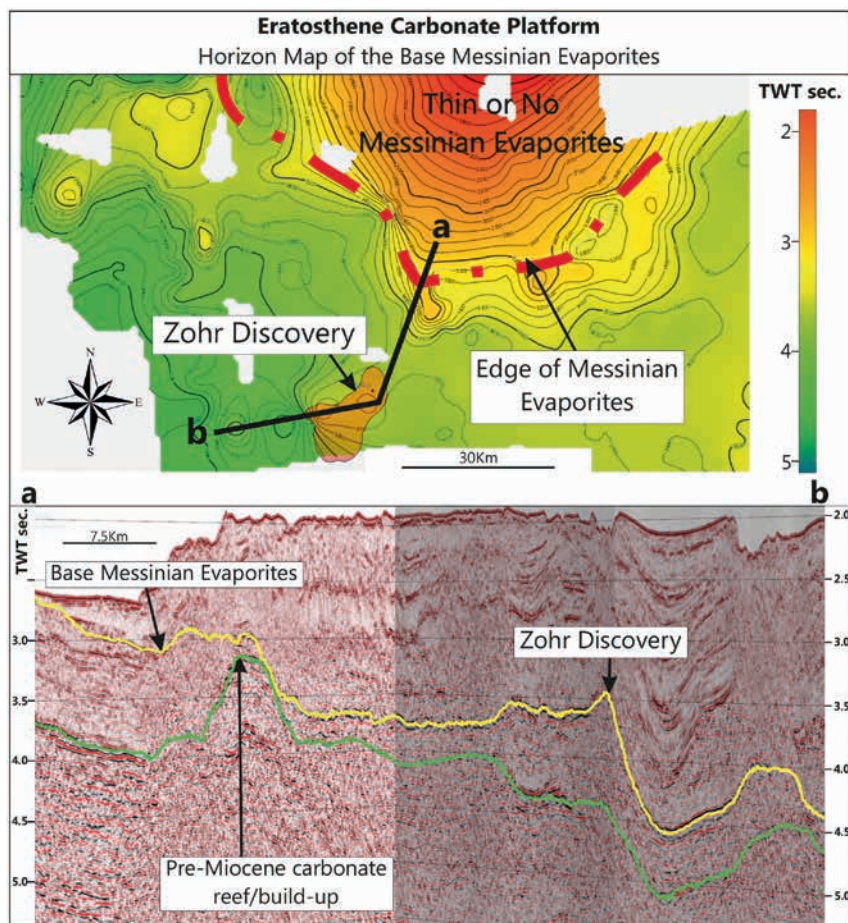 Eratosthene Carbonate Platform
Horizon Map of the Base Messinian Evaporites
TWT sec.
Thin or No
Messinian Evaporites
2
3
4
5
a
Zohr Discovery
Edge of Messinian
Evaporites
b
N
W
E
S
30Km
a
b
TWT sec.
7.5Km
Base Messinian Evaporites
Zohr Discovery
Pre-Miocene carbonate
reef/build-up
3.0
3.5
4.0
4.5
5.0
2.0
2.5
3.0
3.5
4.0
4.5
5.0